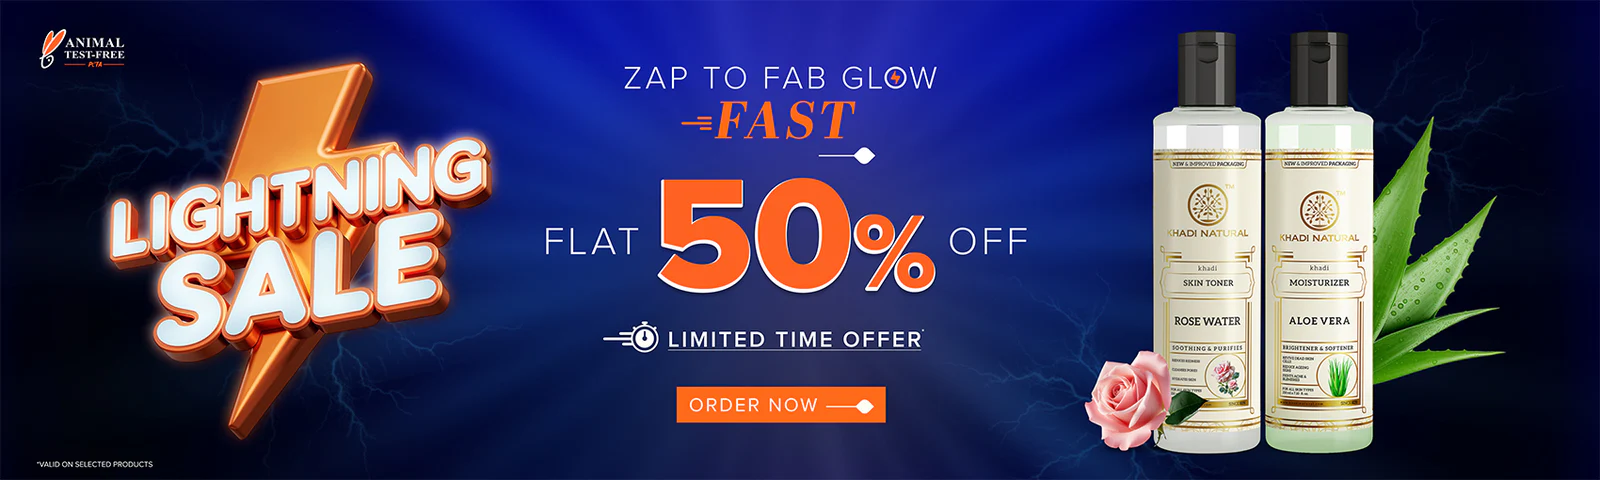 ANIMAL
TEST-FREE
PETA
LIGHTNING
SALE
*VALID ON SELECTED PRODUCTS
ZAP TO FAB GLOW
FAST
FLAT 50% OFF
LIMITED TIME OFFER*
ORDER NOW
NEW & IMPROVED PACKAGING
TM
KHADI NATURAL
khadi
SKIN TONER
ROSE WATER
SOOTHING & PURIFIES
NEW & IMPROVED PACKAGING
TM
KHADI NATURAL
khadi
MOISTURIZER
ALOE VERA
BRIGHTENER & SOFTENER